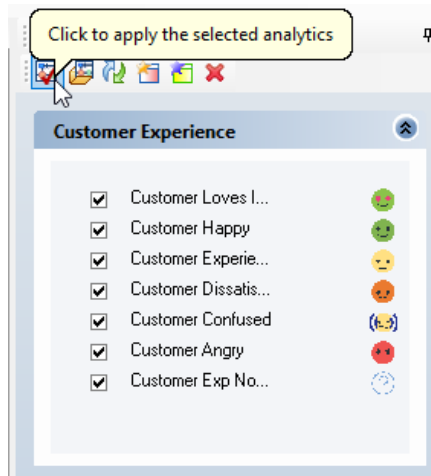 Click to apply the selected analytics
Customer Experience
Customer Loves I...
Customer Happy
Customer Experie...
Customer Dissatis...
Customer Confused
Customer Angry
Customer Exp No...